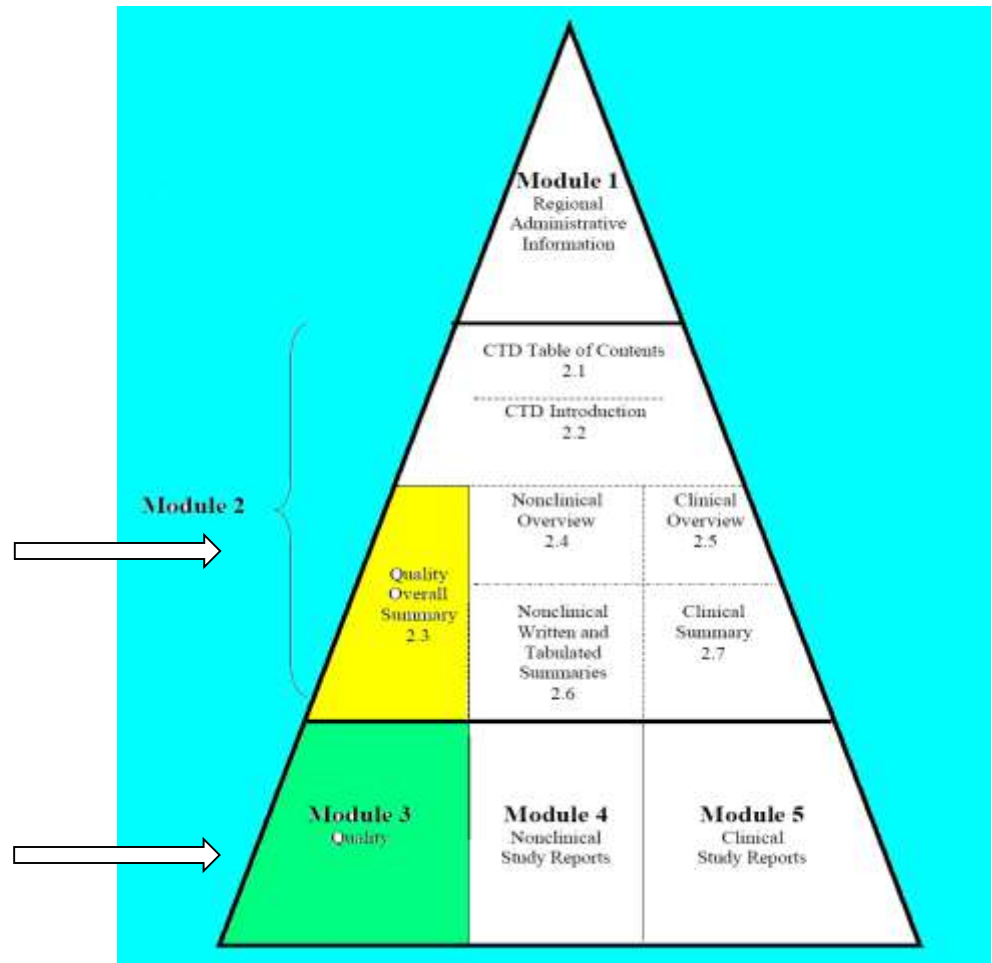 Module 1
Regional
Administrative
Information
CTD Table of Contents
2.1
CTD Introduction
2.2
Module 2
Nonclinical
Overview
2.4
Clinical
Overview
2.5
Quality
Overall
Summary
2.3
Nonclinical
Written and
Tabulated
Summaries
2.6
Clinical
Summary
2.7
Module 3
Quality
Module 4
Nonclinical
Study Reports
Module 5
Clinical
Study Reports